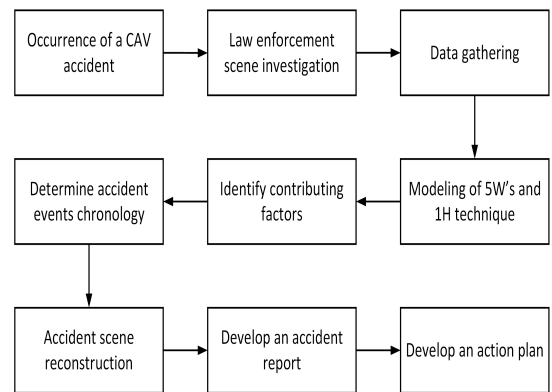 Occurrence of a CAV
accident
Law enforcement
scene investigation
Data gathering
Modeling of 5W's and
1H technique
Identify contributing
factors
Determine accident
events chronology
Accident scene
reconstruction
Develop an accident
report
Develop an action plan